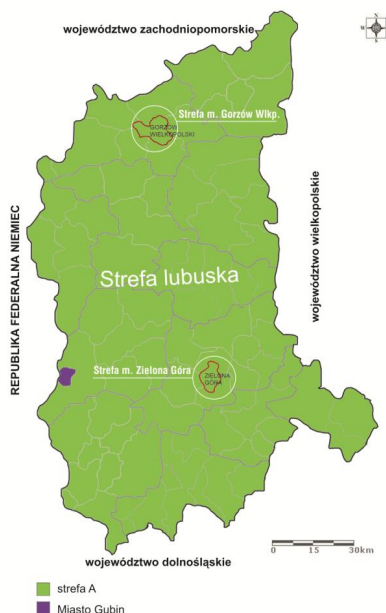 województwo zachodniopomorskie
N
W
E
S
Strefa m. Gorzów Wlkp.
GORZÓW
WIELKOPOLSKI
REPUBLIKA FEDERALNA NIEMIEC
województwo wielkopolskie
Strefa lubuska
Strefa m. Zielona Góra
ZIELONA
GÓRA
województwo dolnośląskie
0 15 30km
strefa A
Miasto Gubin